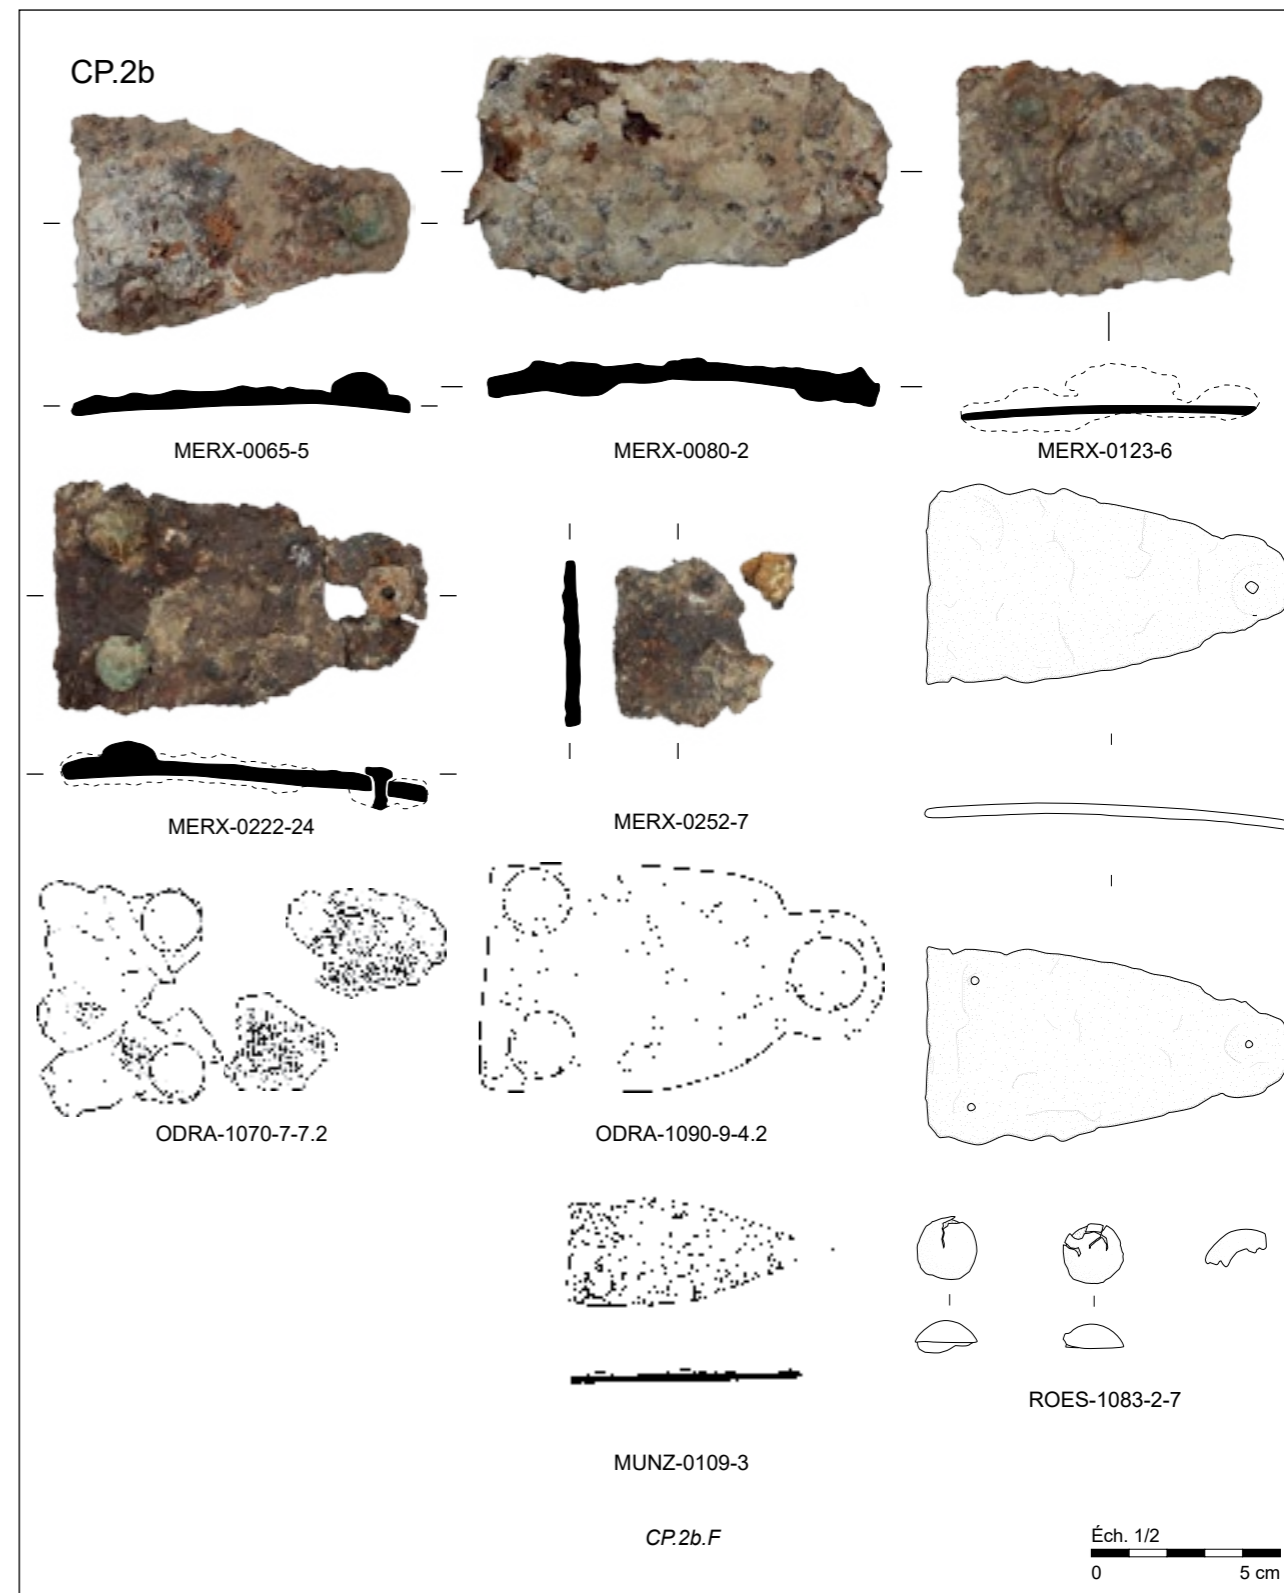 CP.2b
MERX-0065-5
MERX-0080-2
MERX-0123-6
MERX-0222-24
MERX-0252-7
ODRA-1070-7-7.2
ODRA-1090-9-4.2
ROES-1083-2-7
MUNZ-0109-3
CP.2b.F
Éch. 1/2
0 5 cm